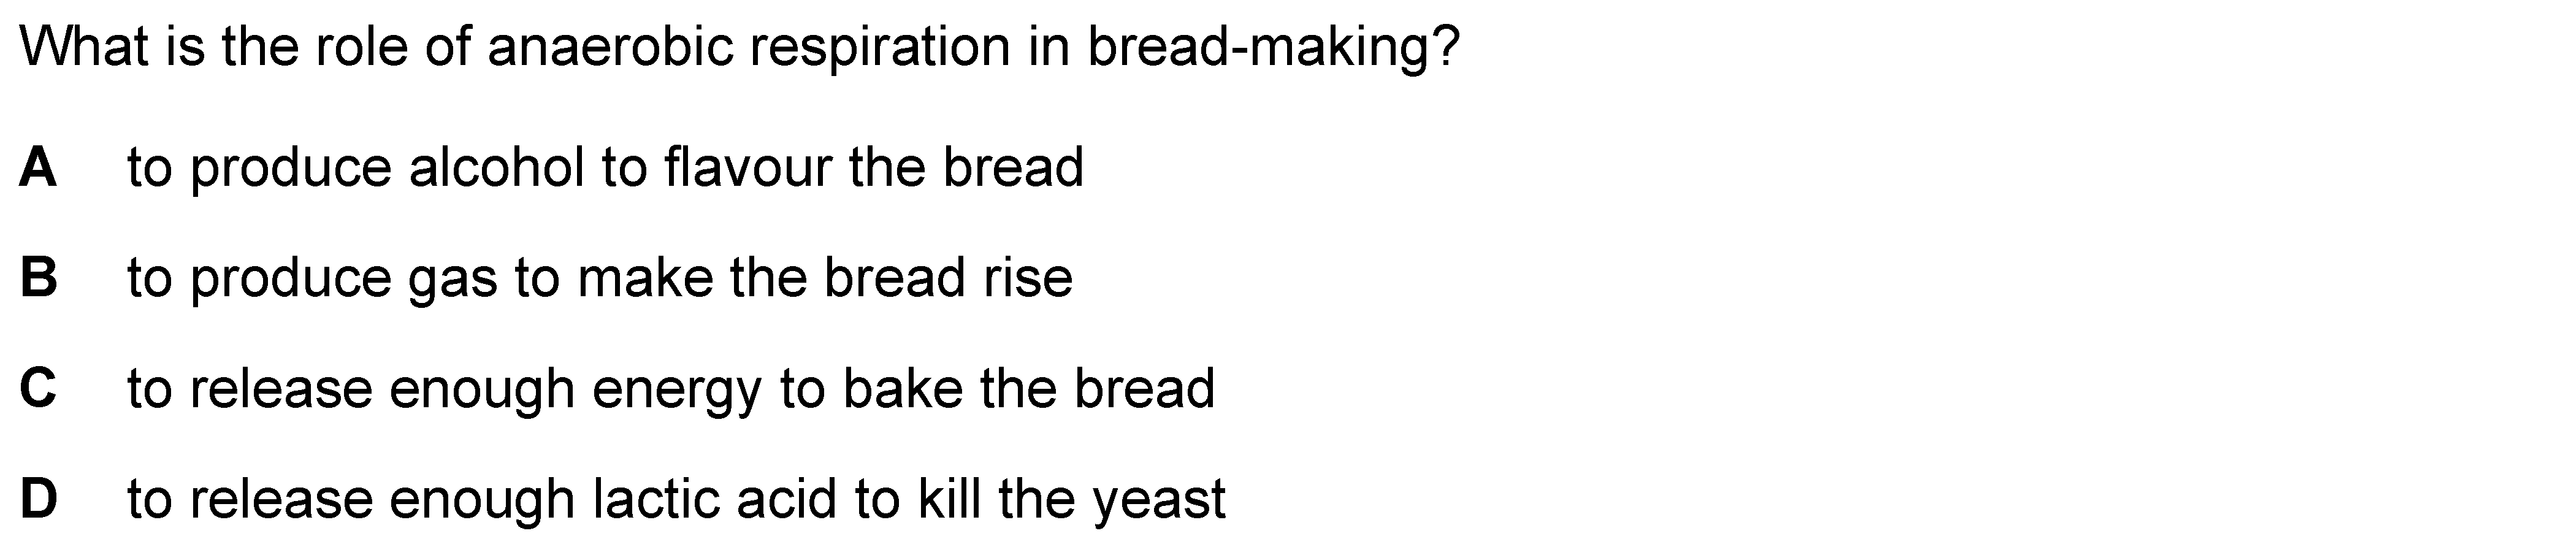 What is the role of anaerobic respiration in bread-making?
A to produce alcohol to flavour the bread
B to produce gas to make the bread rise
C to release enough energy to bake the bread
D to release enough lactic acid to kill the yeast